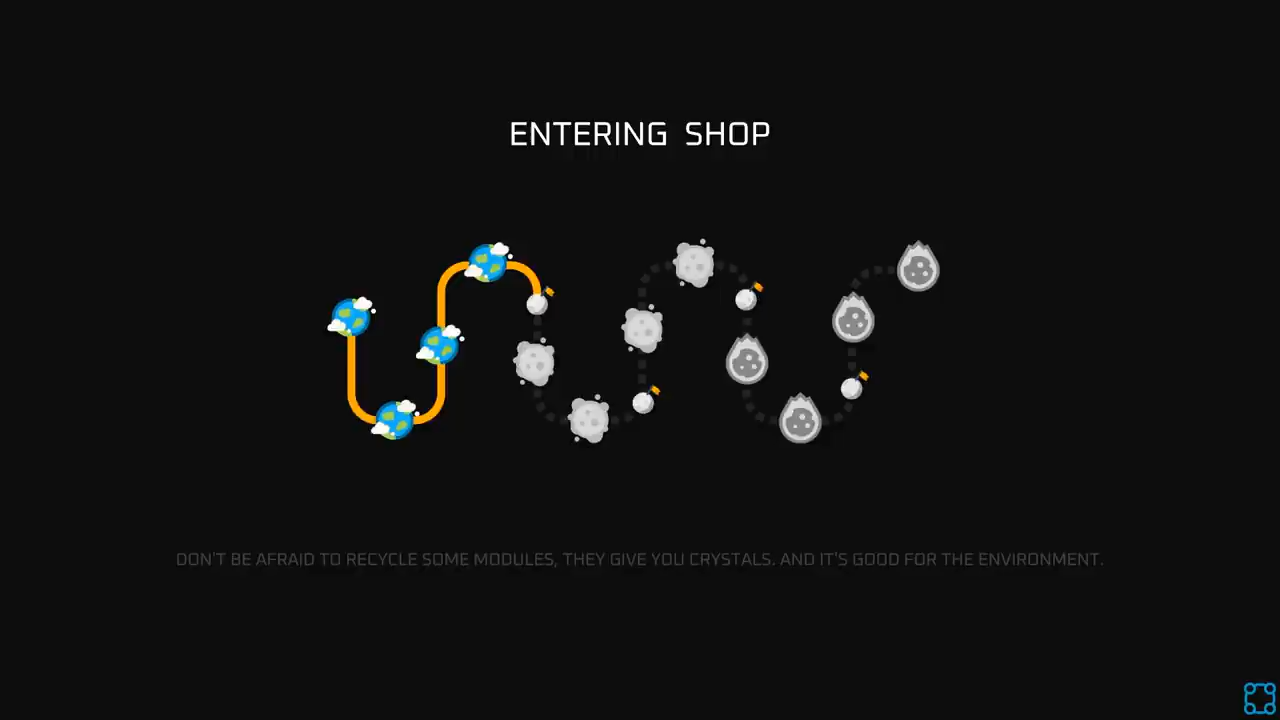 ENTERING SHOP
DON'T BE AFRAID TO RECYCLE SOME MODULES, THEY GIVE YOU CRYSTALS. AND IT'S GOOD FOR THE ENVIRONMENT.